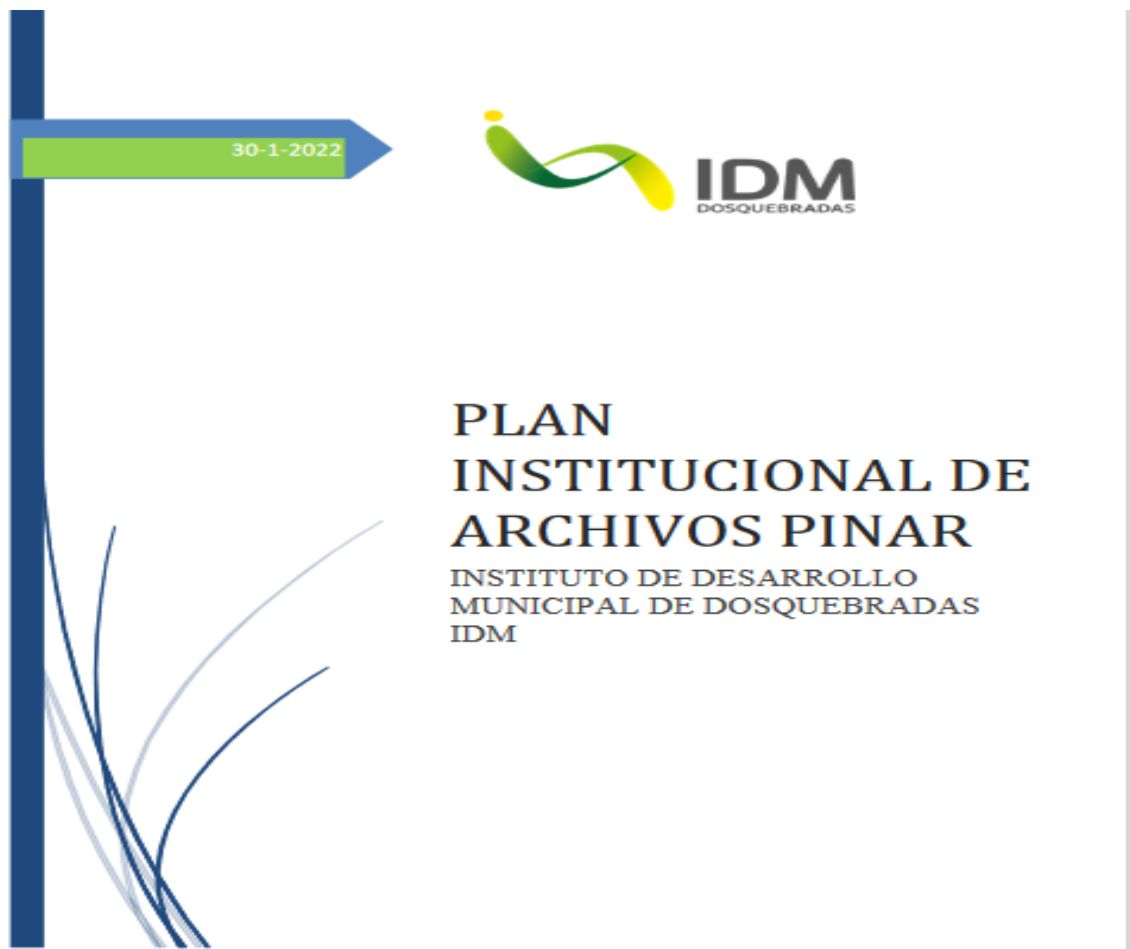 30-1-2022
IDM
DOSQUEBRADAS
PLAN
INSTITUCIONAL DE
ARCHIVOS PINAR
INSTITUTO DE DESARROLLO
MUNICIPAL DE DOSQUEBRADAS
IDM